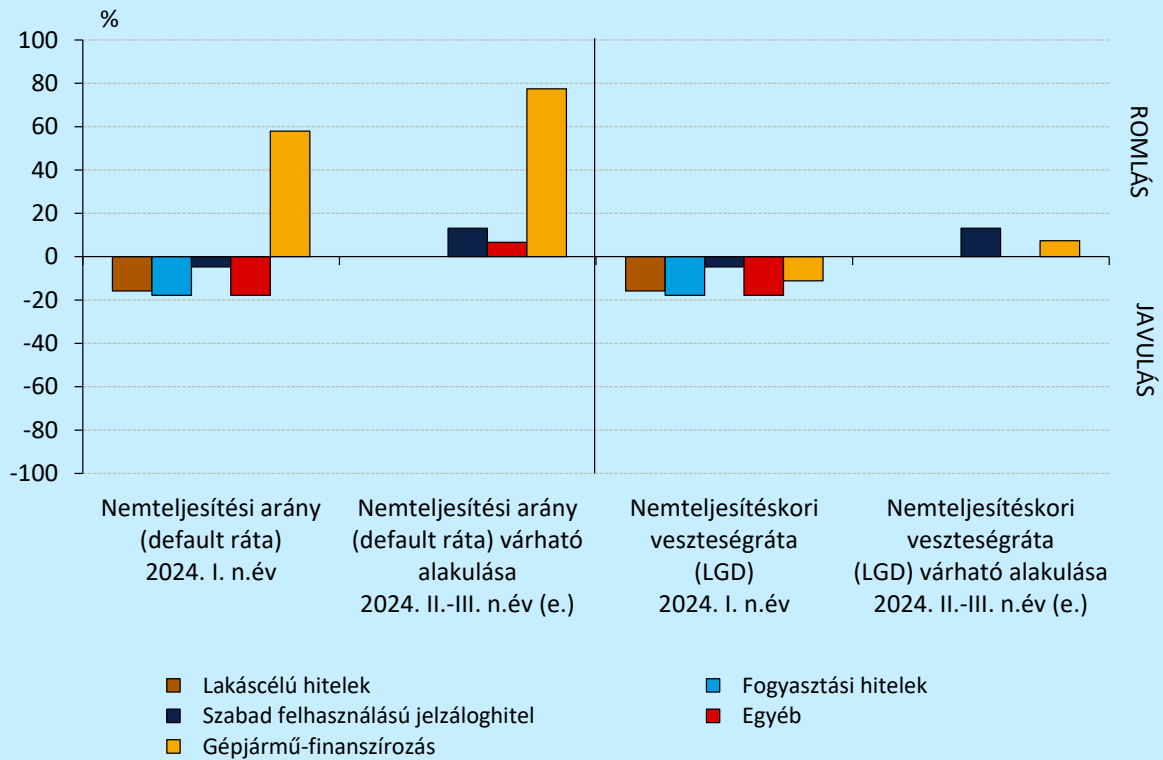 %
100
80
60
40
20
0
-20
-40
-60
-80
-100
ROMLÁS
JAVULÁS
Nemteljesítési arány
(default ráta)
2024. I. n.év
Nemteljesítési arány
(default ráta) várható
alakulása
2024. II.-III. n.év (e.)
Nemteljesítéskori
veszteségráta
(LGD)
2024. I. n.év
Nemteljesítéskori
veszteségráta
(LGD) várható alakulása
2024. II.-III. n.év (e.)
Lakáscélú hitelek
Fogyasztási hitelek
Szabad felhasználású jelzáloghitel
Egyéb
Gépjármű-finanszírozás